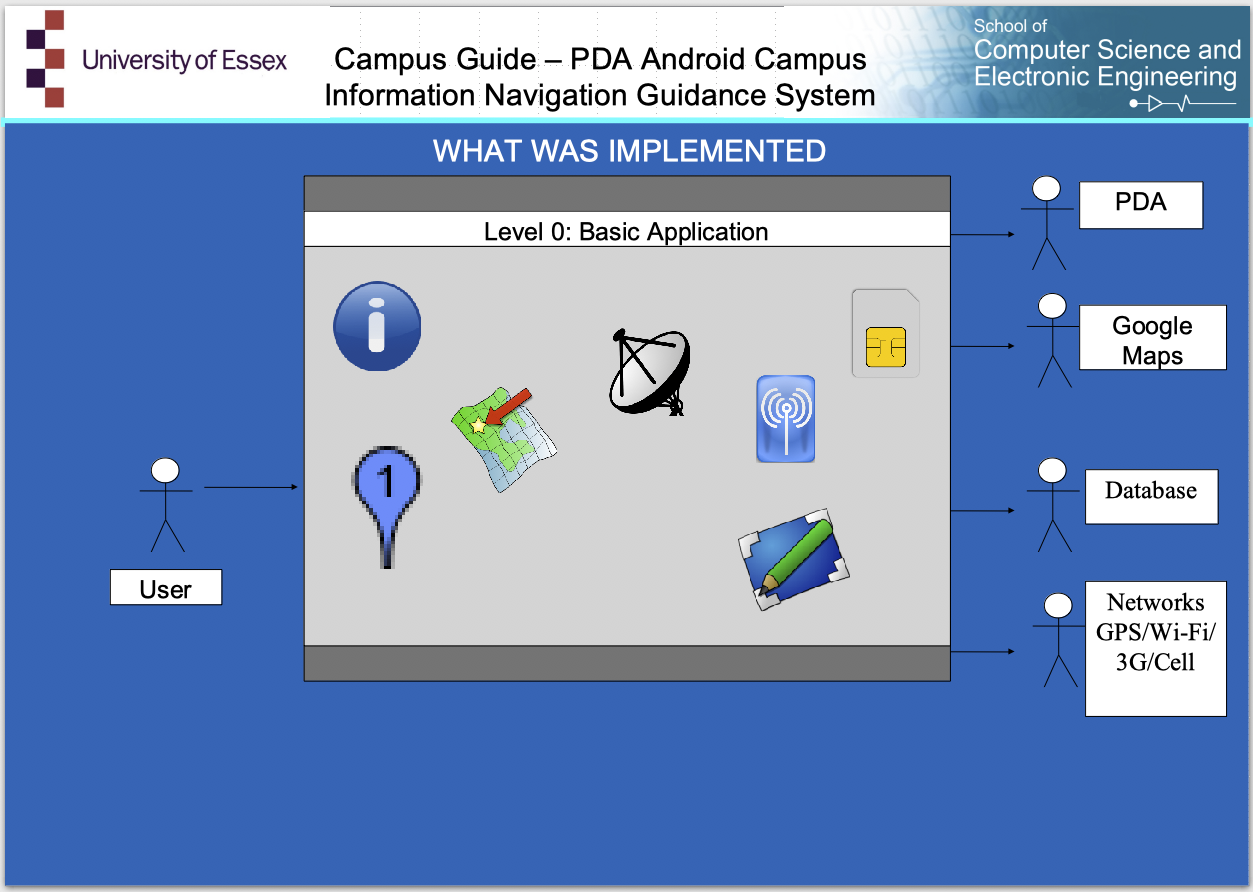 University of Essex
Campus Guide – PDA Android Campus
Information Navigation Guidance System
School of
Computer Science and
Electronic Engineering
WHAT WAS IMPLEMENTED
Level 0: Basic Application
i
1
User
PDA
Google
Maps
Database
Networks
GPS/Wi-Fi/
3G/Cell